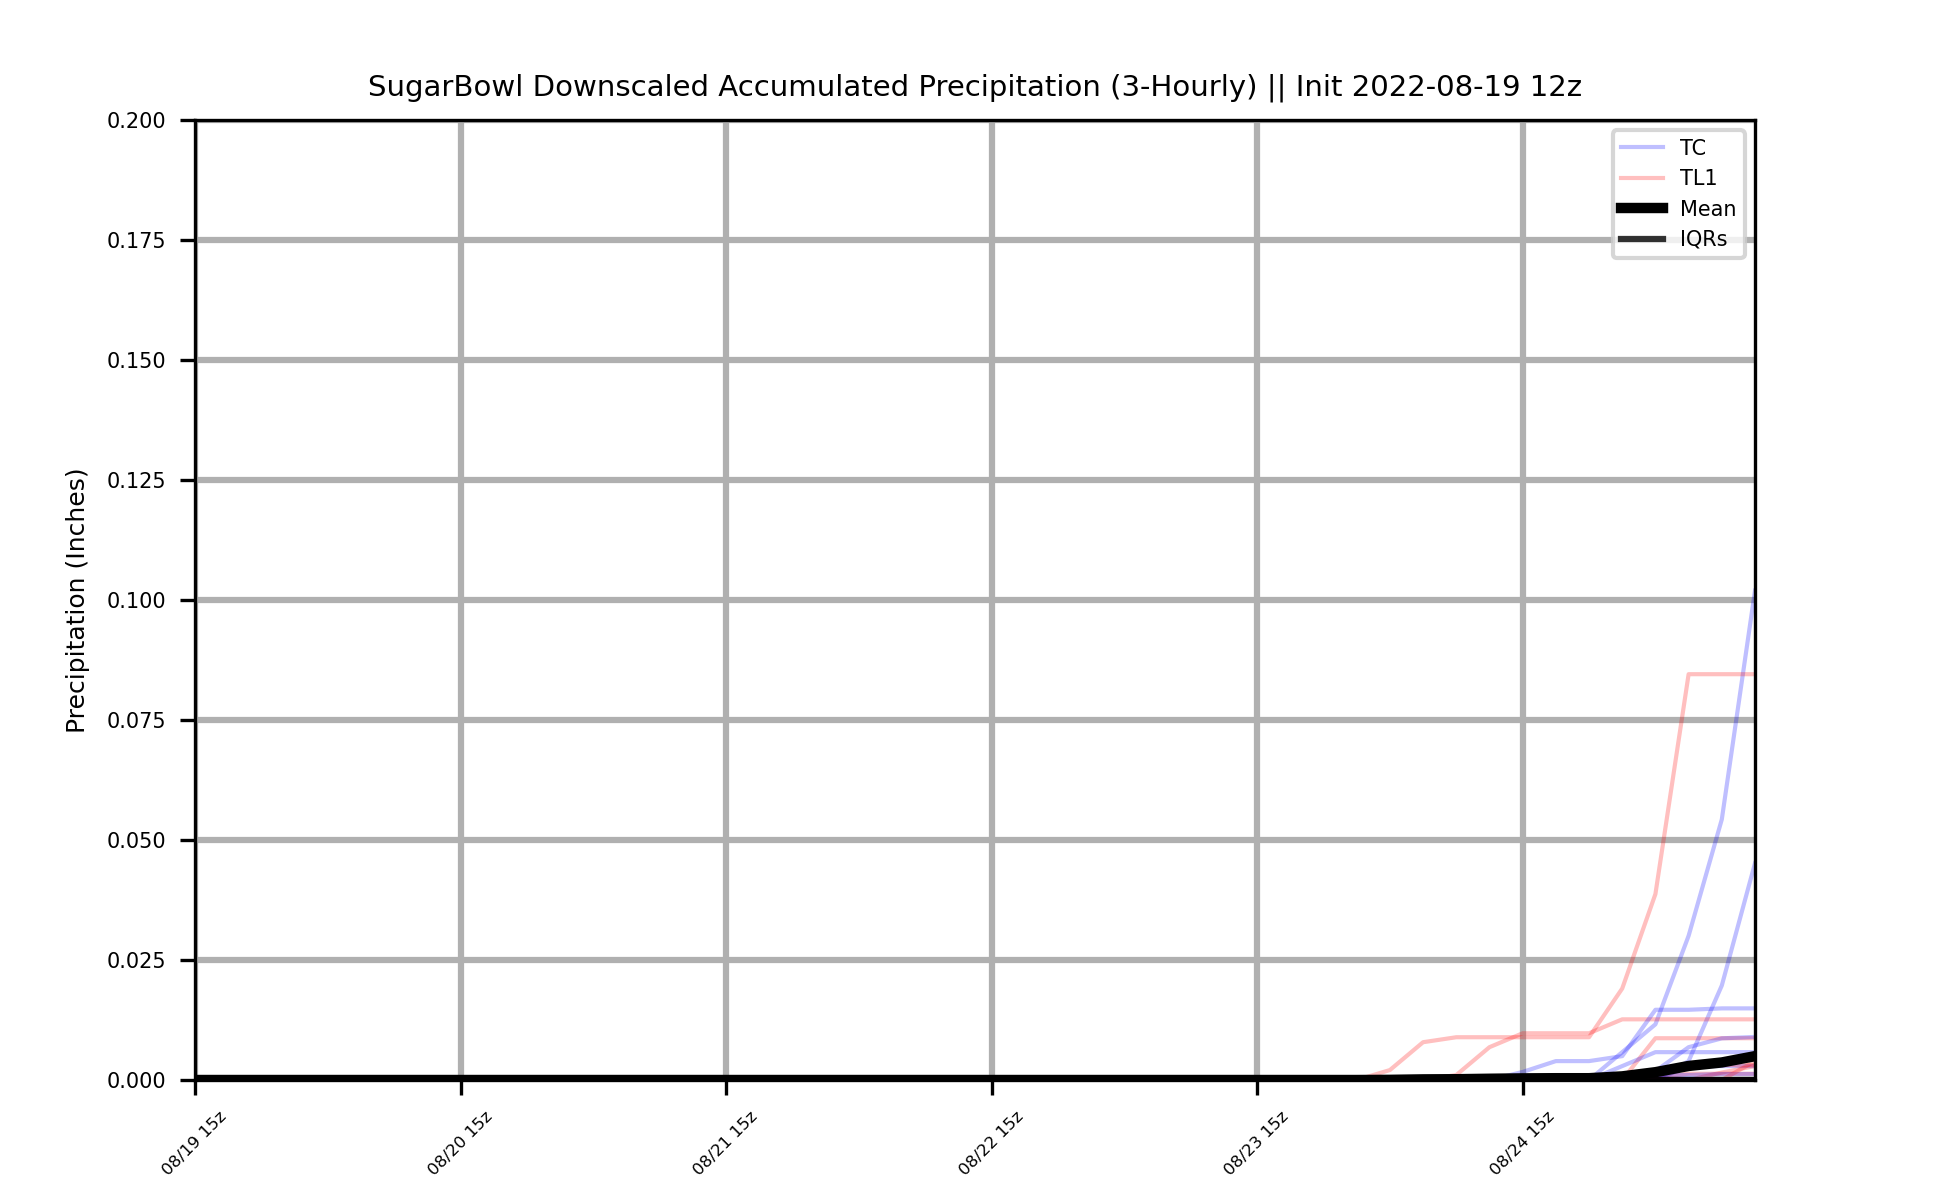 SugarBowl Downscaled Accumulated Precipitation (3-Hourly) || Init 2022-08-19 12z
Precipitation (Inches)
0.200
0.175
0.150
0.125
0.100
0.075
0.050
0.025
0.000
TC
TL1
Mean
IQRs
08/19 15z
08/20 15z
08/21 15z
08/22 15z
08/23 15z
08/24 15z